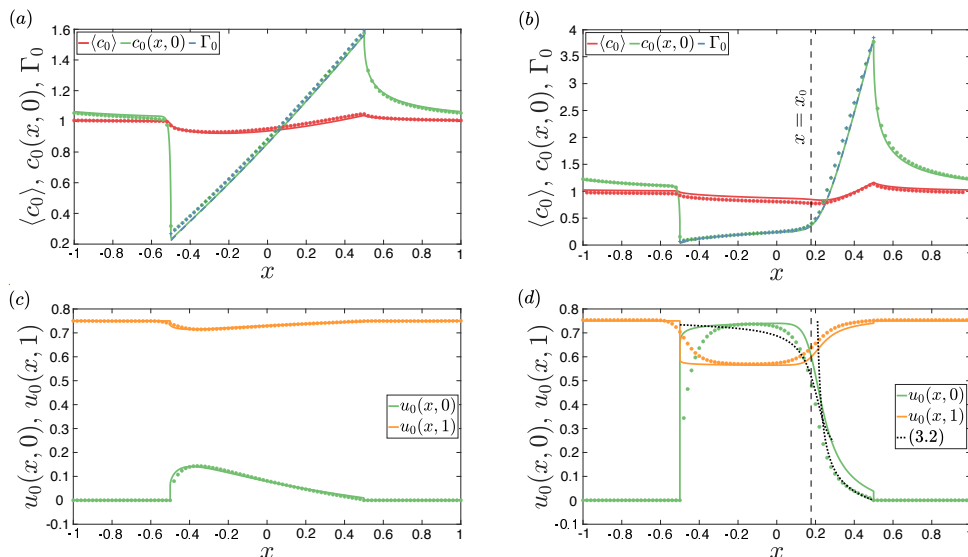 (a)
⟨c₀⟩ c₀(x, 0) Γ₀
⟨c₀⟩, c₀(x, 0), Γ₀
1.6
1.4
1.2
1
0.8
0.6
0.4
0.2
-1 -0.8 -0.6 -0.4 -0.2 0 0.2 0.4 0.6 0.8 1
x
(b)
⟨c₀⟩ c₀(x, 0) Γ₀
⟨c₀⟩, c₀(x, 0), Γ₀
4
3.5
3
2.5
2
1.5
1
0.5
0
x = x₀
-1 -0.8 -0.6 -0.4 -0.2 0 0.2 0.4 0.6 0.8 1
x
(c)
u₀(x, 0), u₀(x, 1)
0.8
0.7
0.6
0.5
0.4
0.3
0.2
0.1
0
-0.1
u₀(x, 0)
u₀(x, 1)
-1 -0.8 -0.6 -0.4 -0.2 0 0.2 0.4 0.6 0.8 1
x
(d)
u₀(x, 0), u₀(x, 1)
0.8
0.7
0.6
0.5
0.4
0.3
0.2
0.1
0
-0.1
u₀(x, 0)
u₀(x, 1)
(3.2)
-1 -0.8 -0.6 -0.4 -0.2 0 0.2 0.4 0.6 0.8 1
x